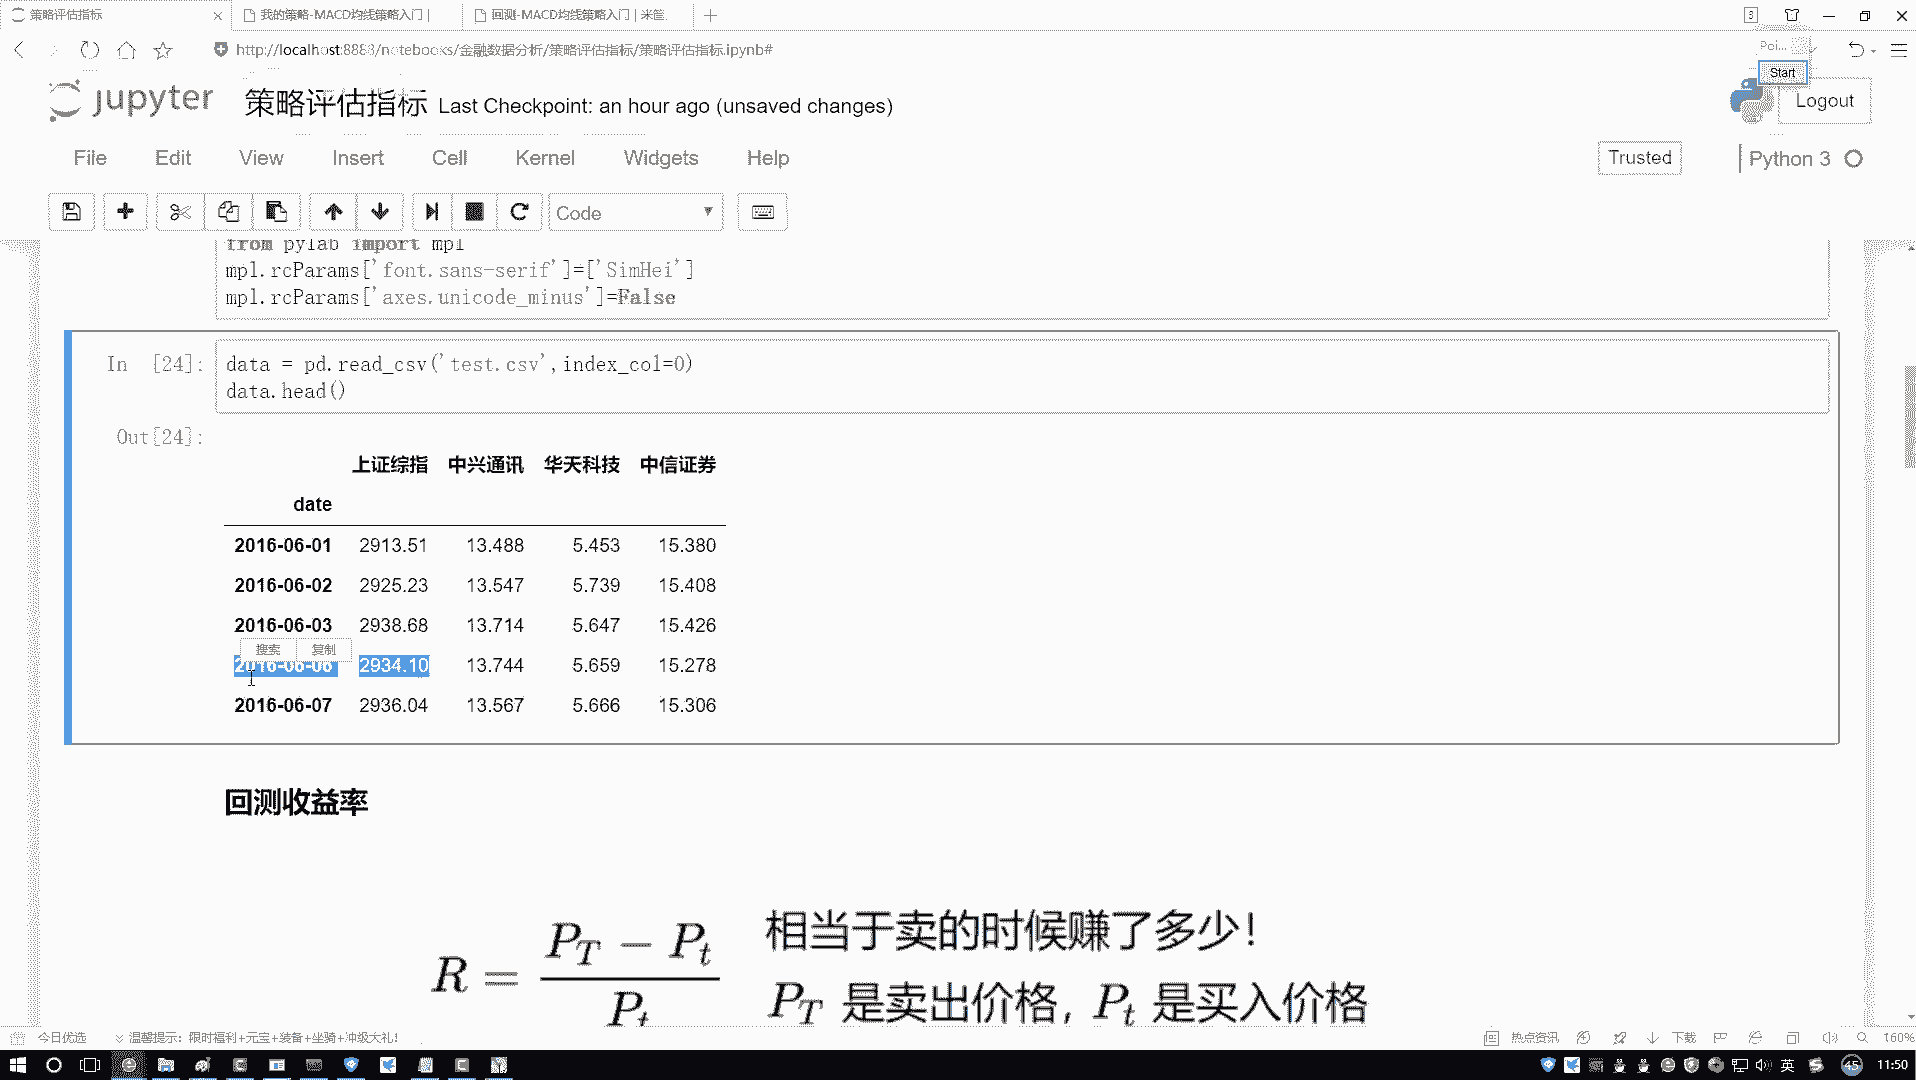 策略评估指标
我的策略-MACD均线策略入门 |
回测-MACD均线策略入门 | 米筐
http://localhost:8888/notebooks/金融数据分析/策略评估指标/策略评估指标.ipynb#
Poi...
Start
jupyter 策略评估指标 Last Checkpoint: an hour ago (unsaved changes)
Logout
File Edit View Insert Cell Kernel Widgets Help
Trusted
Python 3
Code
from pylab import mpl
mpl.rcParams['font.sans-serif']=['SimHei']
mpl.rcParams['axes.unicode_minus']=False
In [24]: data = pd.read_csv('test.csv',index_col=0)
data.head()
Out[24]:
上证综指 中兴通讯 华天科技 中信证券
date
2016-06-01 2913.51 13.488 5.453 15.380
2016-06-02 2925.23 13.547 5.739 15.408
2016-06-03 2938.68 13.714 5.647 15.426
搜索 复制
2016-06-06 2934.10 13.744 5.659 15.278
2016-06-07 2936.04 13.567 5.666 15.306
回测收益率
R = (P_T − P_t) / P_t
相当于卖的时候赚了多少!
P_T 是卖出价格, P_t 是买入价格
今日优选
温馨提示: 限时福利+元宝+装备+坐骑+冲级大礼!
热点资讯
下载
160%
英
45
11:50